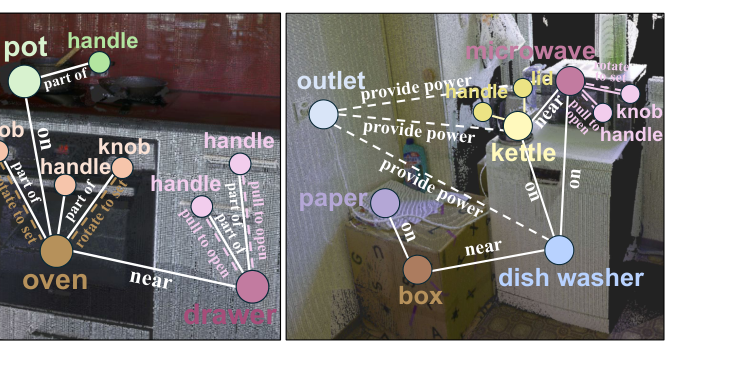 pot
handle
part of
on
ob
knob
handle
part of
part of
tate to set
rotate to set
oven
near
handle
handle
part of
part of
pull to open
pull to open
drawer
microwave
outlet
provide power
handle
lid
near
rotate to set
knob
pull to open
handle
provide power
kettle
provide power
on
on
paper
on
near
dish washer
box